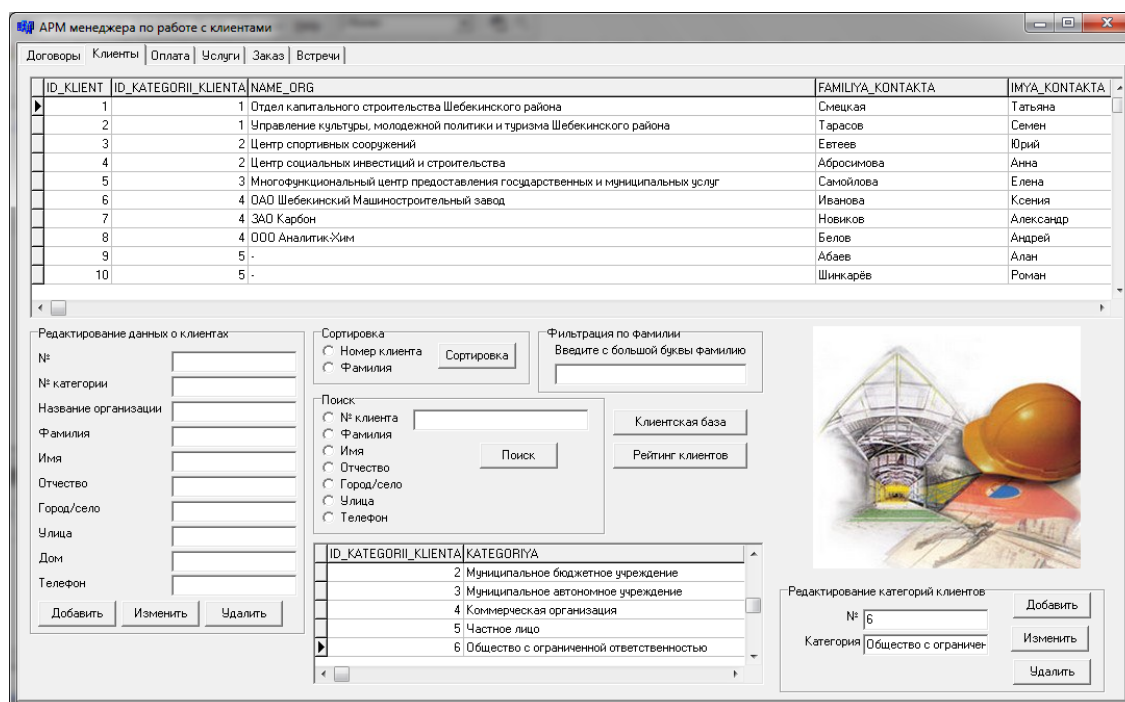 АРМ менеджера по работе с клиентами
Договоры Клиенты Оплата Услуги Заказ Встречи
ID_KLIENT ID_KATEGORII_KLIENTA NAME_ORG FAMILIYA_KONTAKTA IMYA_KONTAKTA
1 1 Отдел капитального строительства Шебекинского района Смецкая Татьяна
2 1 Управление культуры, молодежной политики и туризма Шебекинского района Тарасов Семен
3 2 Центр спортивных сооружений Евтеев Юрий
4 2 Центр социальных инвестиций и строительства Абросимова Анна
5 3 Многофункциональный центр предоставления государственных и муниципальных услуг Самойлова Елена
6 4 ОАО Шебекинский Машиностроительный завод Иванова Ксения
7 4 ЗАО Карбон Новиков Александр
8 4 ООО Аналитик-Хим Белов Андрей
9 5 - Абаев Алан
10 5 - Шинкарёв Роман
Редактирование данных о клиентах
№
№ категории
Название организации
Фамилия
Имя
Отчество
Город/село
Улица
Дом
Телефон
Добавить Изменить Удалить
Сортировка
Номер клиента
Фамилия
Сортировка
Фильтрация по фамилии
Введите с большой буквы фамилию
Поиск
№ клиента
Фамилия
Имя
Отчество
Город/село
Улица
Телефон
Поиск
Клиентская база
Рейтинг клиентов
ID_KATEGORII_KLIENTA KATEGORIYA
2 Муниципальное бюджетное учреждение
3 Муниципальное автономное учреждение
4 Коммерческая организация
5 Частное лицо
6 Общество с ограниченной ответственностью
Редактирование категорий клиентов
№ 6
Категория Общество с ограничен
Добавить
Изменить
Удалить